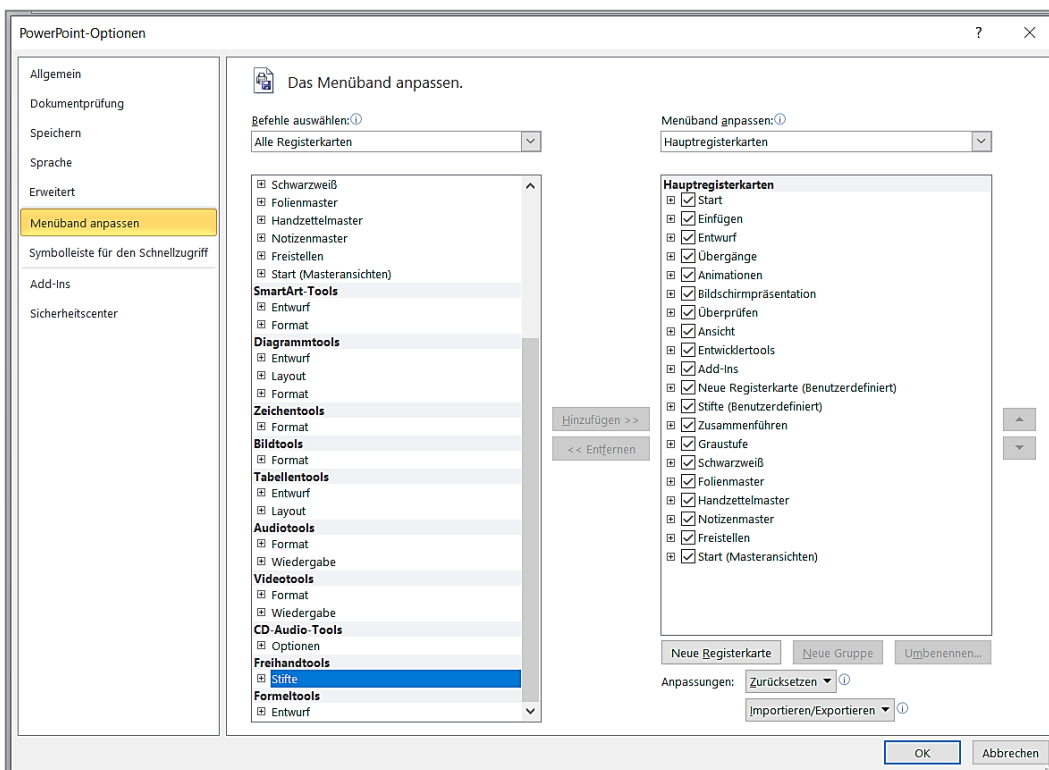 PowerPoint-Optionen
?
Allgemein
Dokumentprüfung
Speichern
Sprache
Erweitert
Menüband anpassen
Symbolleiste für den Schnellzugriff
Add-Ins
Sicherheitscenter
Das Menüband anpassen.
Befehle auswählen:
Alle Registerkarten
Schwarzweiß
Folienmaster
Handzettelmaster
Notizenmaster
Freistellen
Start (Masteransichten)
SmartArt-Tools
Entwurf
Format
Diagrammtools
Entwurf
Layout
Format
Zeichentools
Format
Bildtools
Format
Tabellentools
Entwurf
Layout
Audiotools
Format
Wiedergabe
Videotools
Format
Wiedergabe
CD-Audio-Tools
Optionen
Freihandtools
Stifte
Formeltools
Entwurf
Hinzufügen >>
<< Entfernen
Menüband anpassen:
Hauptregisterkarten
Hauptregisterkarten
Start
Einfügen
Entwurf
Übergänge
Animationen
Bildschirmpräsentation
Überprüfen
Ansicht
Entwicklertools
Add-Ins
Neue Registerkarte (Benutzerdefiniert)
Stifte (Benutzerdefiniert)
Zusammenführen
Graustufe
Schwarzweiß
Folienmaster
Handzettelmaster
Notizenmaster
Freistellen
Start (Masteransichten)
Neue Registerkarte Neue Gruppe Umbenennen...
Anpassungen: Zurücksetzen
Importieren/Exportieren
OK Abbrechen